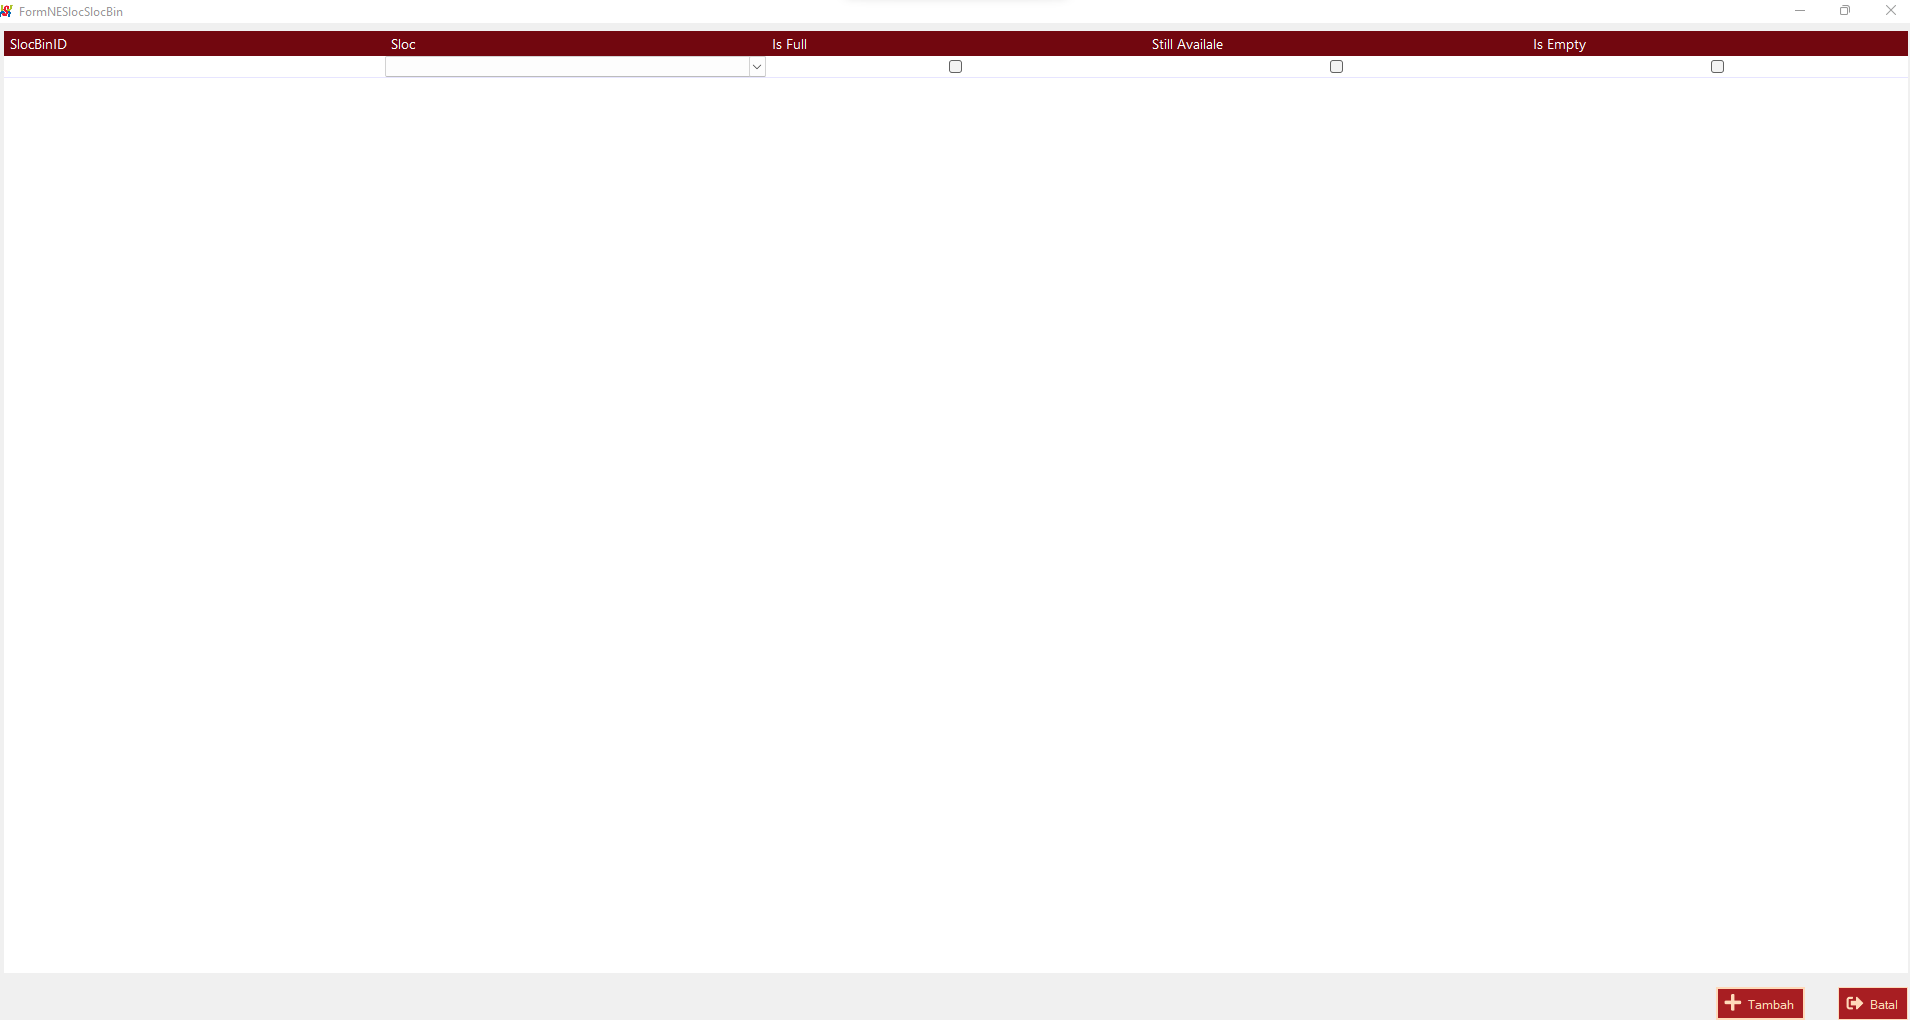 FormNESlocSlocBin
SlocBinID Sloc Is Full Still Availale Is Empty
Tambah Batal